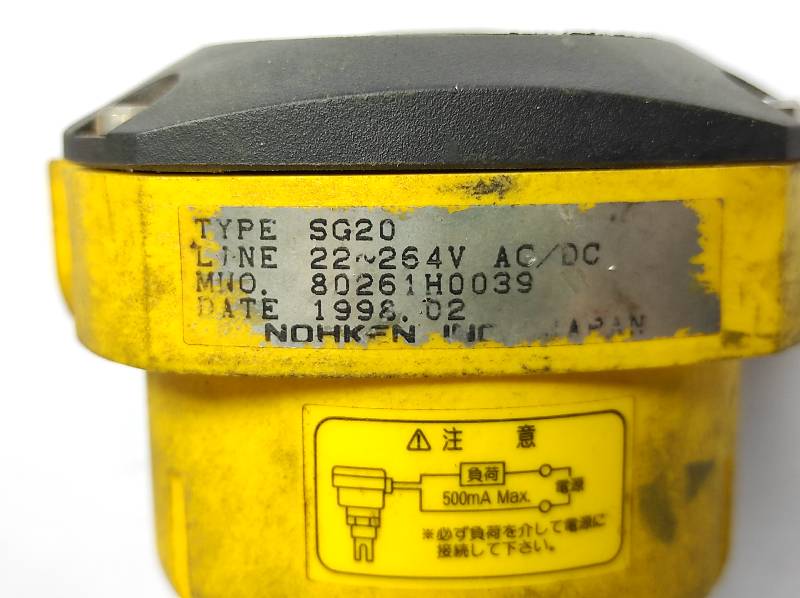 TYPE SG20
LINE 22~264V AC/DC
MNO. 80261H0039
DATE 1998.02
NOHKEN INC. JAPAN
⚠注 意
負荷
500mA Max.
電源
※必ず負荷を介して電源に
接続して下さい。